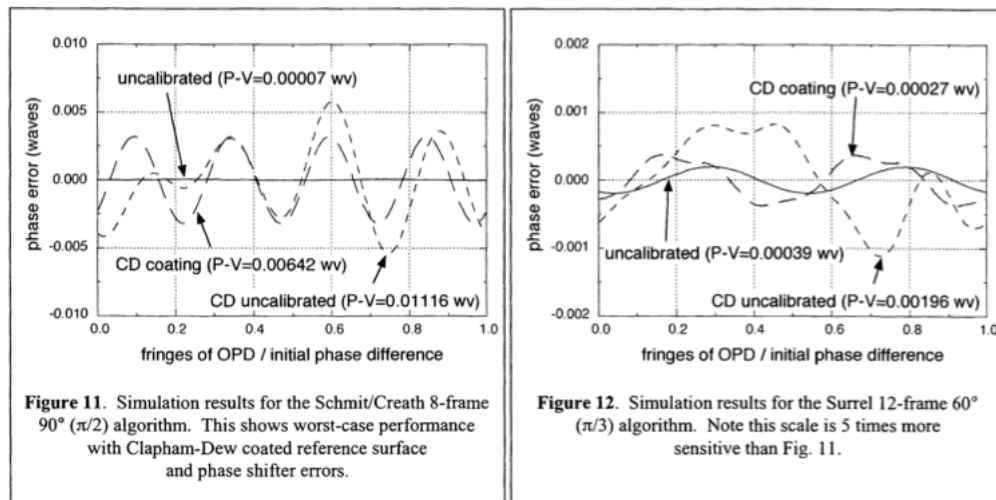 0.010
0.005
0.000
-0.005
-0.010
phase error (waves)
uncalibrated (P-V=0.00007 wv)
CD coating (P-V=0.00642 wv)
CD uncalibrated (P-V=0.01116 wv)
0.0 0.2 0.4 0.6 0.8 1.0
fringes of OPD / initial phase difference
Figure 11. Simulation results for the Schmit/Creath 8-frame
90° (π/2) algorithm. This shows worst-case performance
with Clapham-Dew coated reference surface
and phase shifter errors.
0.002
0.001
0.000
-0.001
-0.002
phase error (waves)
CD coating (P-V=0.00027 wv)
uncalibrated (P-V=0.00039 wv)
CD uncalibrated (P-V=0.00196 wv)
0.0 0.2 0.4 0.6 0.8 1.0
fringes of OPD / initial phase difference
Figure 12. Simulation results for the Surrel 12-frame 60°
(π/3) algorithm. Note this scale is 5 times more
sensitive than Fig. 11.